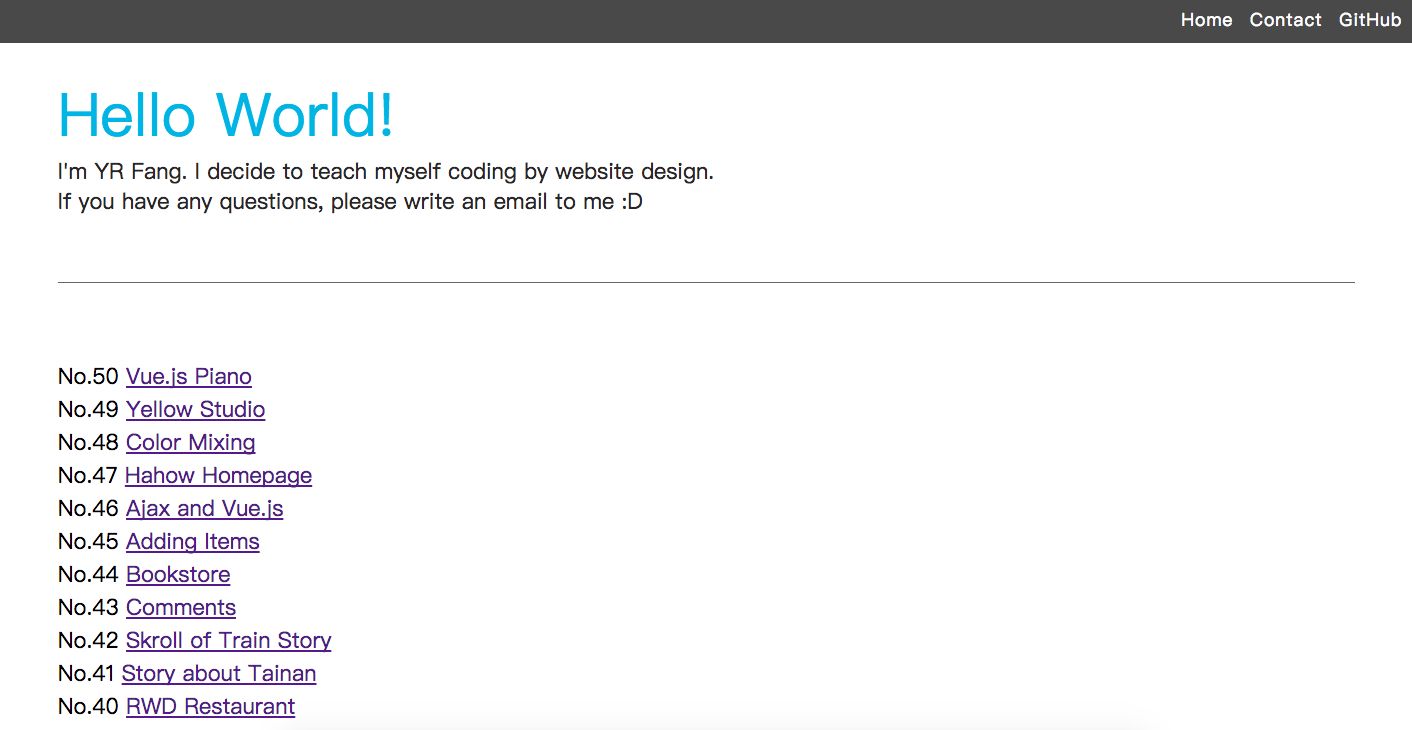 Home Contact GitHub
Hello World!
I'm YR Fang. I decide to teach myself coding by website design.
If you have any questions, please write an email to me :D
No.50 Vue.js Piano
No.49 Yellow Studio
No.48 Color Mixing
No.47 Hahow Homepage
No.46 Ajax and Vue.js
No.45 Adding Items
No.44 Bookstore
No.43 Comments
No.42 Skroll of Train Story
No.41 Story about Tainan
No.40 RWD Restaurant